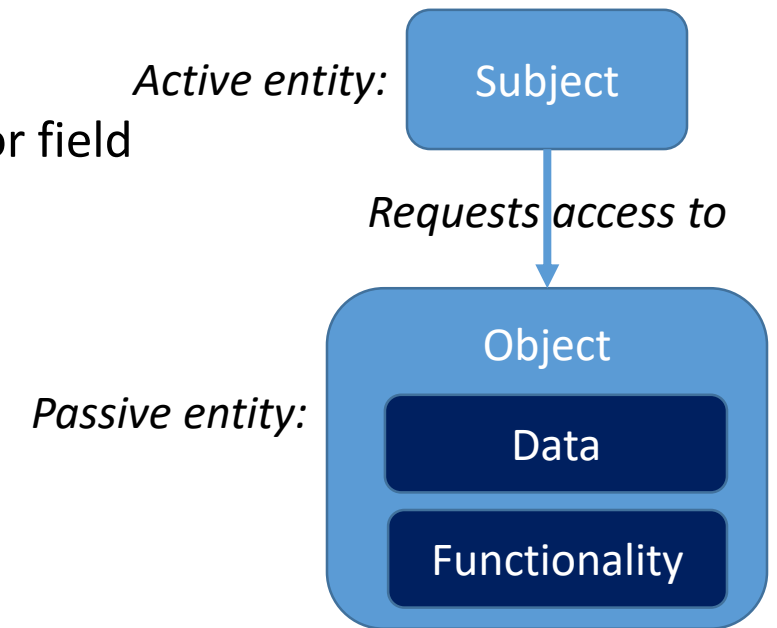 Active entity: Subject
or field
Requests access to
Object
Passive entity:
Data
Functionality